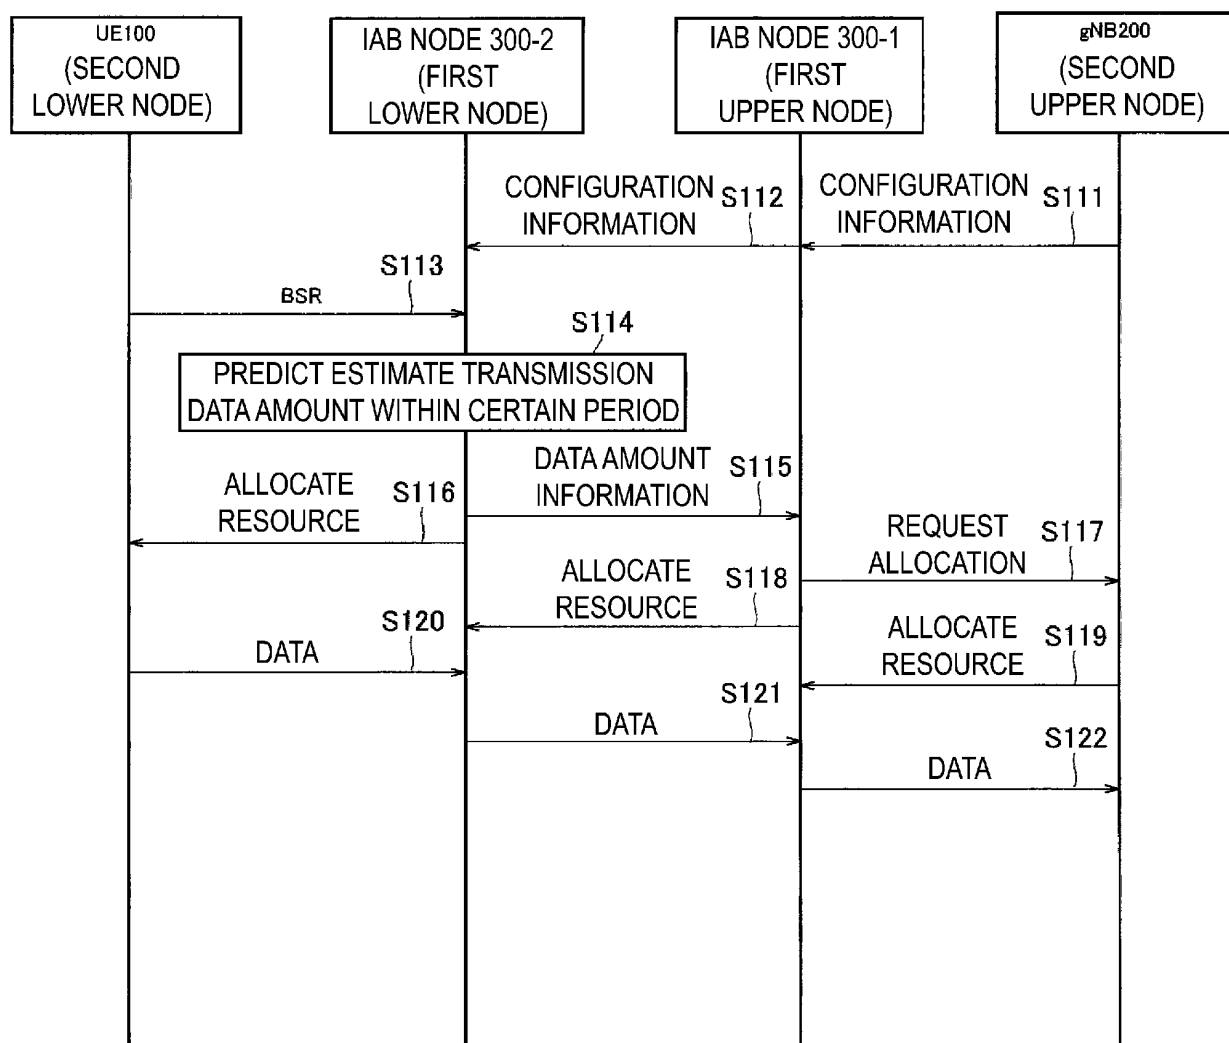 UE100
(SECOND
LOWER NODE)
IAB NODE 300-2
(FIRST
LOWER NODE)
IAB NODE 300-1
(FIRST
UPPER NODE)
gNB200
(SECOND
UPPER NODE)
CONFIGURATION
INFORMATION
S112
CONFIGURATION
INFORMATION
S111
S113
BSR
S114
PREDICT ESTIMATE TRANSMISSION
DATA AMOUNT WITHIN CERTAIN PERIOD
DATA AMOUNT
INFORMATION
S115
ALLOCATE
RESOURCE
S116
REQUEST
ALLOCATION
S117
ALLOCATE
RESOURCE
S118
S120
DATA
ALLOCATE
RESOURCE
S119
S121
DATA
S122
DATA